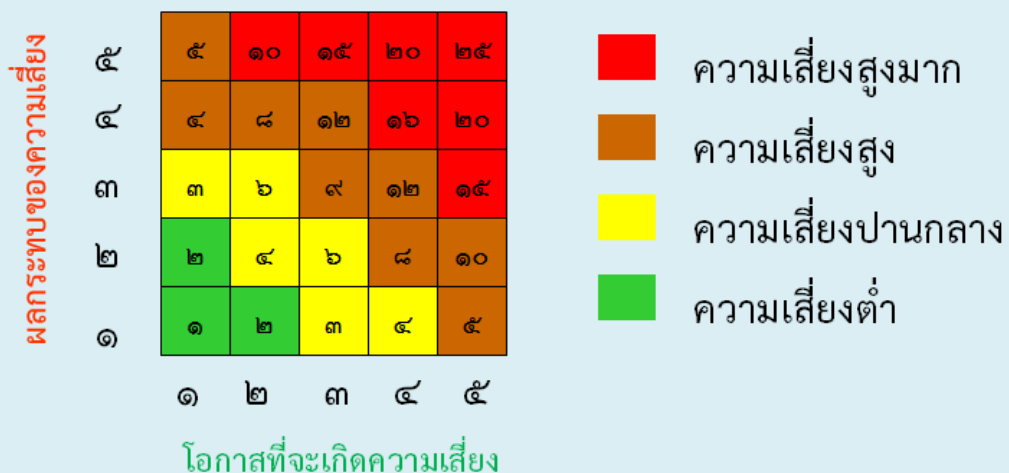 ผลกระทบของความเสี่ยง
๕ ๕ ๑๐ ๑๕ ๒๐ ๒๕
๔ ๔ ๘ ๑๒ ๑๖ ๒๐
๓ ๓ ๖ ๙ ๑๒ ๑๕
๒ ๒ ๔ ๖ ๘ ๑๐
๑ ๑ ๒ ๓ ๔ ๕
๑ ๒ ๓ ๔ ๕
โอกาสที่จะเกิดความเสี่ยง
ความเสี่ยงสูงมาก
ความเสี่ยงสูง
ความเสี่ยงปานกลาง
ความเสี่ยงต่ำ